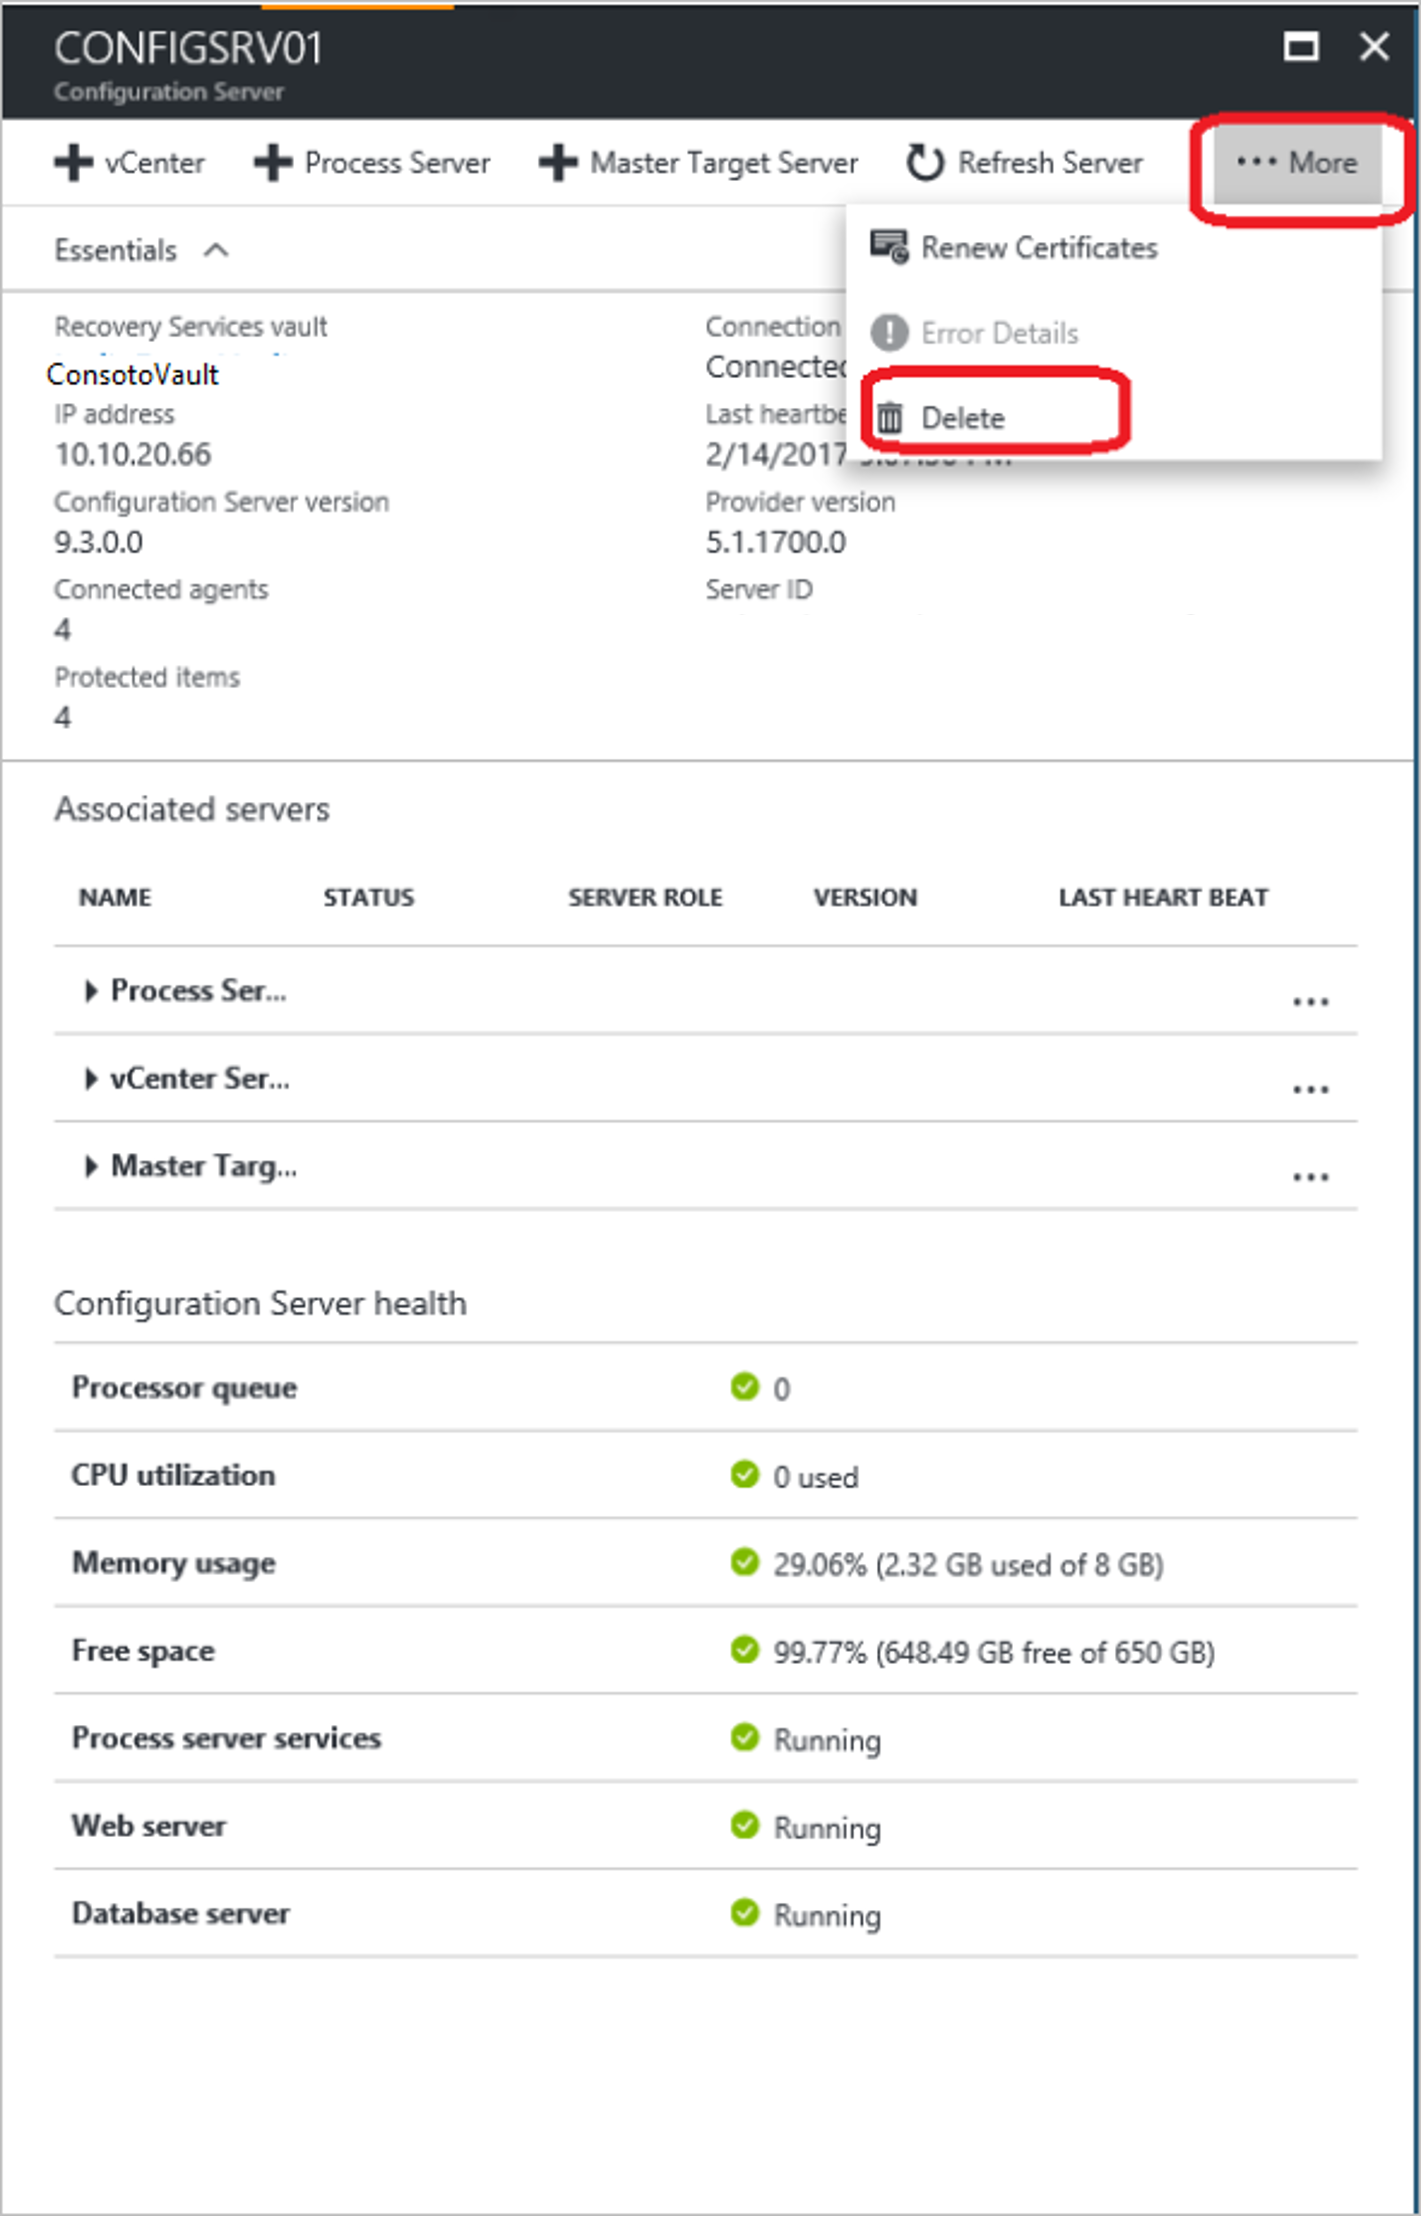 CONFIGSRV01
Configuration Server
vCenter Process Server Master Target Server Refresh Server ... More
Essentials
Renew Certificates
Error Details
Delete
Recovery Services vault
ConsotoVault
IP address
10.10.20.66
Configuration Server version
9.3.0.0
Connected agents
4
Protected items
4
Connection
Connected
Last heartbe
2/14/2017
Provider version
5.1.1700.0
Server ID
Associated servers
NAME STATUS SERVER ROLE VERSION LAST HEART BEAT
Process Ser... ...
vCenter Ser... ...
Master Targ... ...
Configuration Server health
Processor queue 0
CPU utilization 0 used
Memory usage 29.06% (2.32 GB used of 8 GB)
Free space 99.77% (648.49 GB free of 650 GB)
Process server services Running
Web server Running
Database server Running